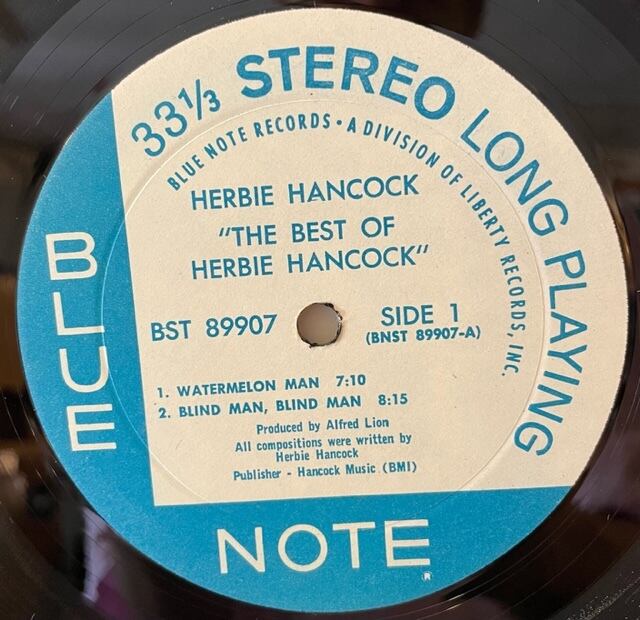 33 1/3 STEREO LONG PLAYING
BLUE NOTE RECORDS • A DIVISION OF LIBERTY RECORDS, INC.
HERBIE HANCOCK
"THE BEST OF
HERBIE HANCOCK"
BST 89907
SIDE 1
(BNST 89907-A)
1. WATERMELON MAN 7:10
2. BLIND MAN, BLIND MAN 8:15
Produced by Alfred Lion
All compositions were written by
Herbie Hancock
Publisher - Hancock Music (BMI)
BLUE
NOTE®